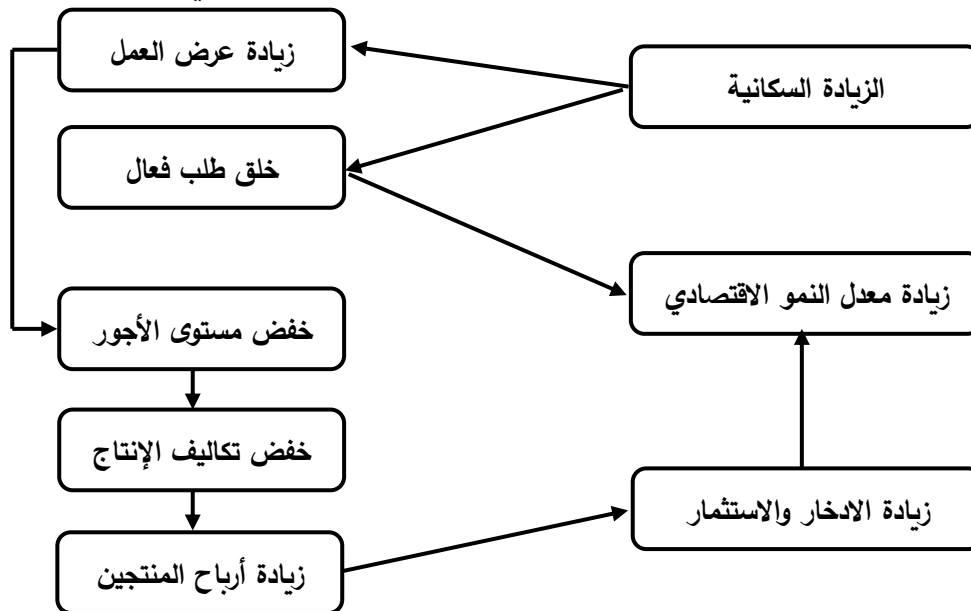 زيادة عرض العمل
الزيادة السكانية
خلق طلب فعال
زيادة معدل النمو الاقتصادي
خفض مستوى الأجور
خفض تكاليف الإنتاج
زيادة الادخار والاستثمار
زيادة أرباح المنتجين